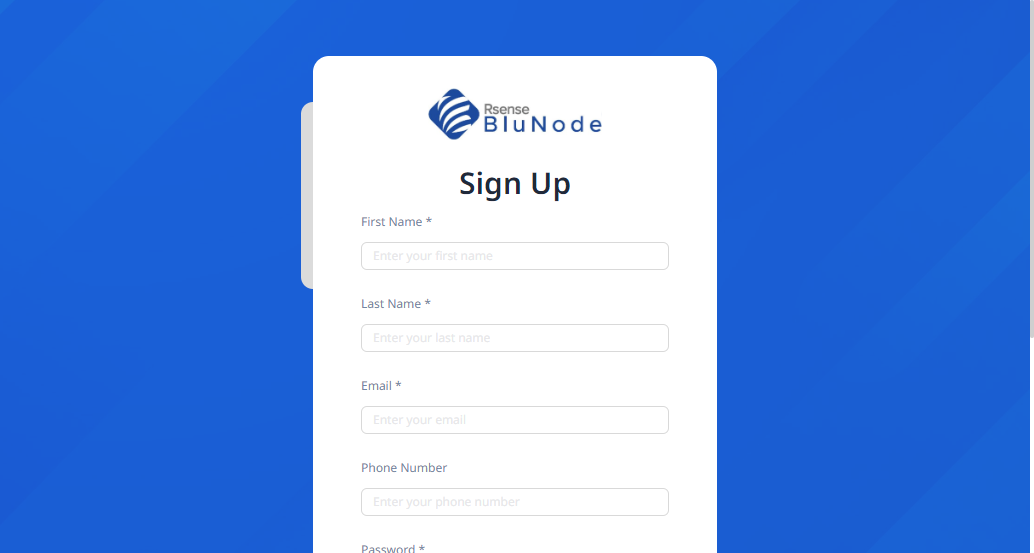 Rsense
BluNode
Sign Up
First Name *
Enter your first name
Last Name *
Enter your last name
Email *
Enter your email
Phone Number
Enter your phone number
Password *